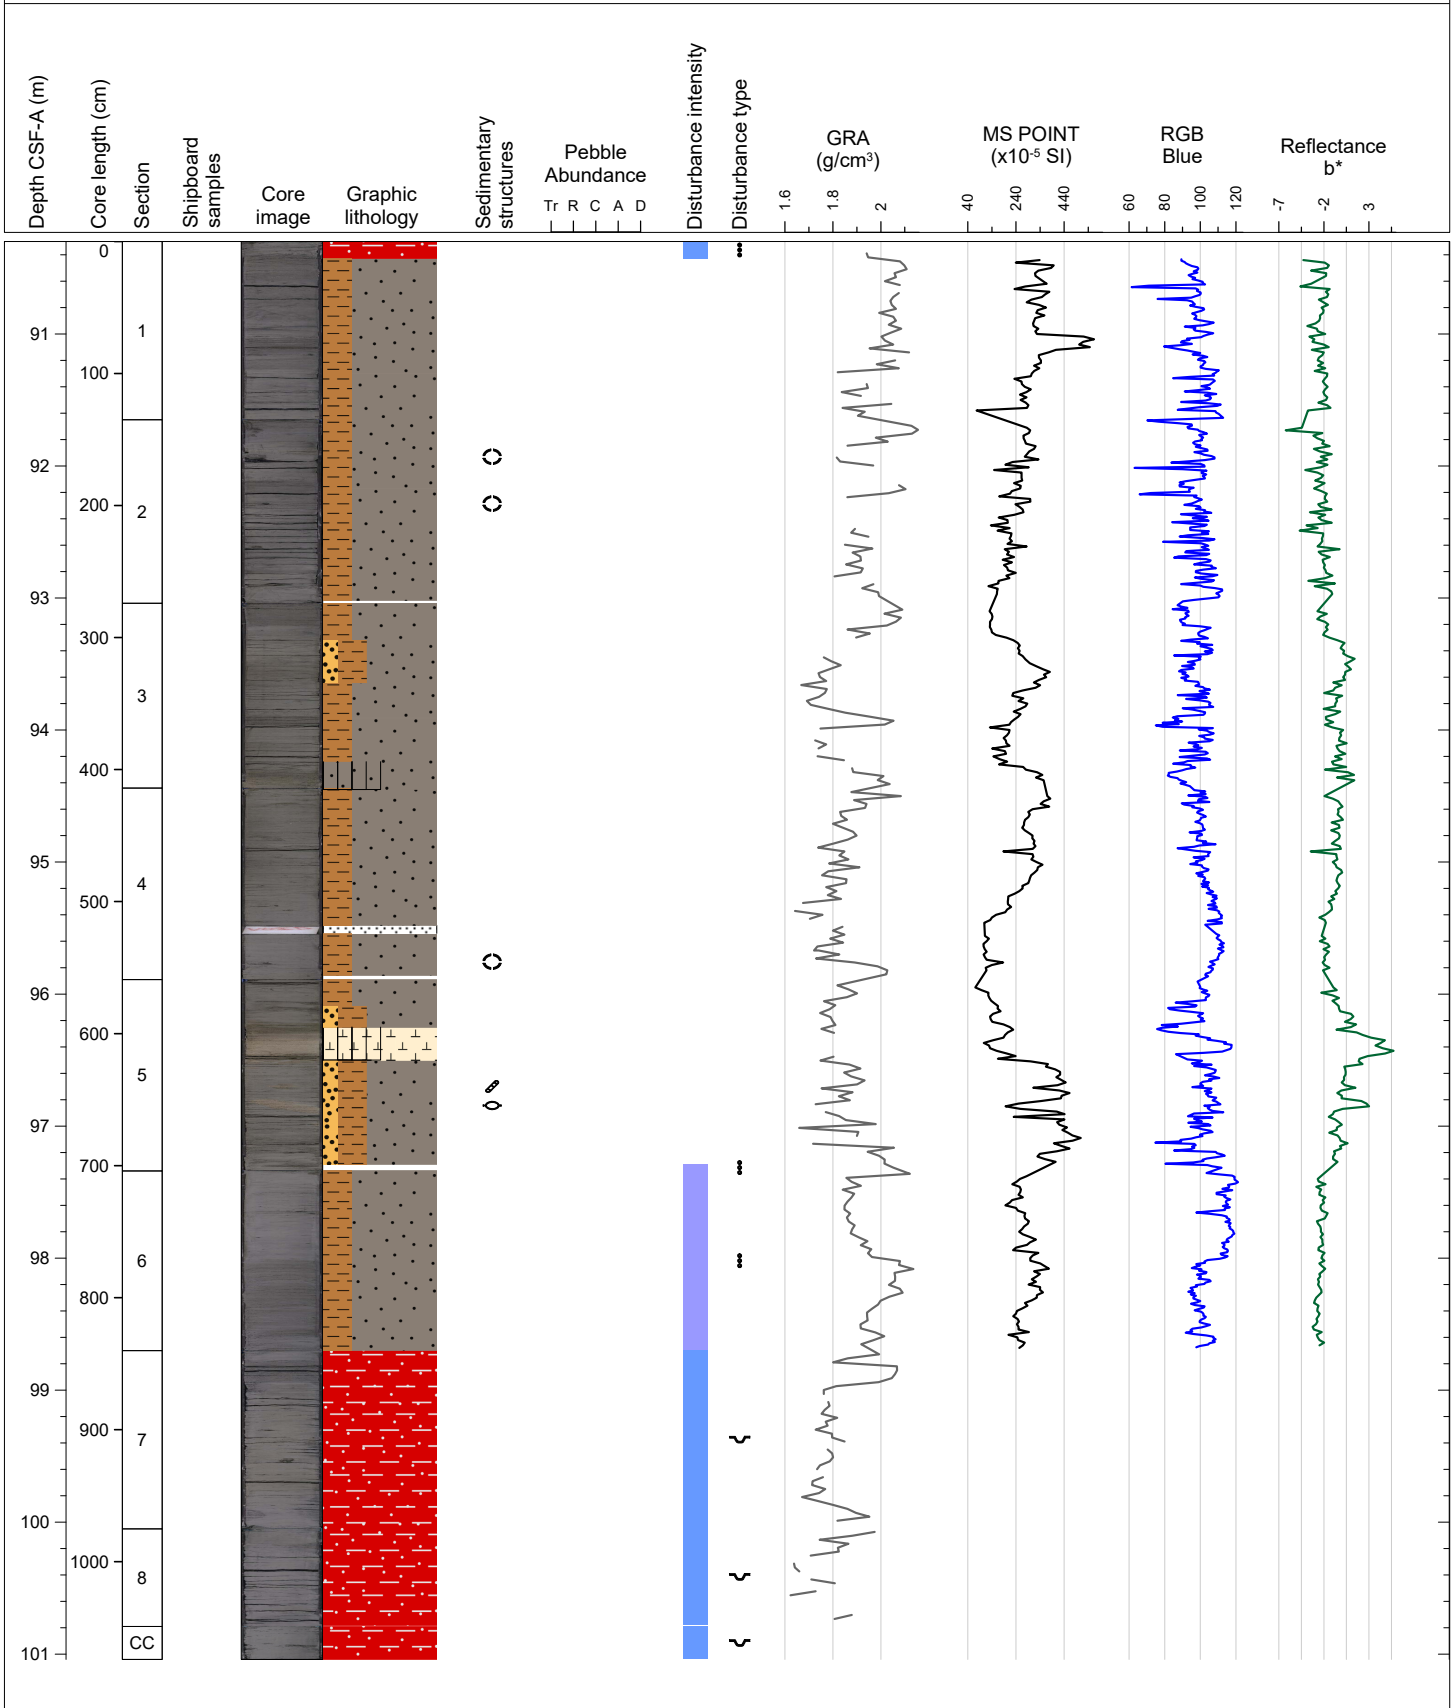 Depth CSF-A (m)
Core length (cm)
Section
Shipboard
samples
Core
image
Graphic
lithology
Sedimentary
structures
Pebble
Abundance
Tr R C A D
Disturbance intensity
Disturbance type
GRA
(g/cm³)
1.6 1.8 2
MS POINT
(x10⁻⁵ SI)
40 240 440
RGB
Blue
60 80 100 120
Reflectance
b*
-7 -2 3
0
91
1
100
92
200
2
93
300
3
94
400
95
4
500
96
600
5
97
700
98
6
800
99
900
7
100
1000
8
CC
101